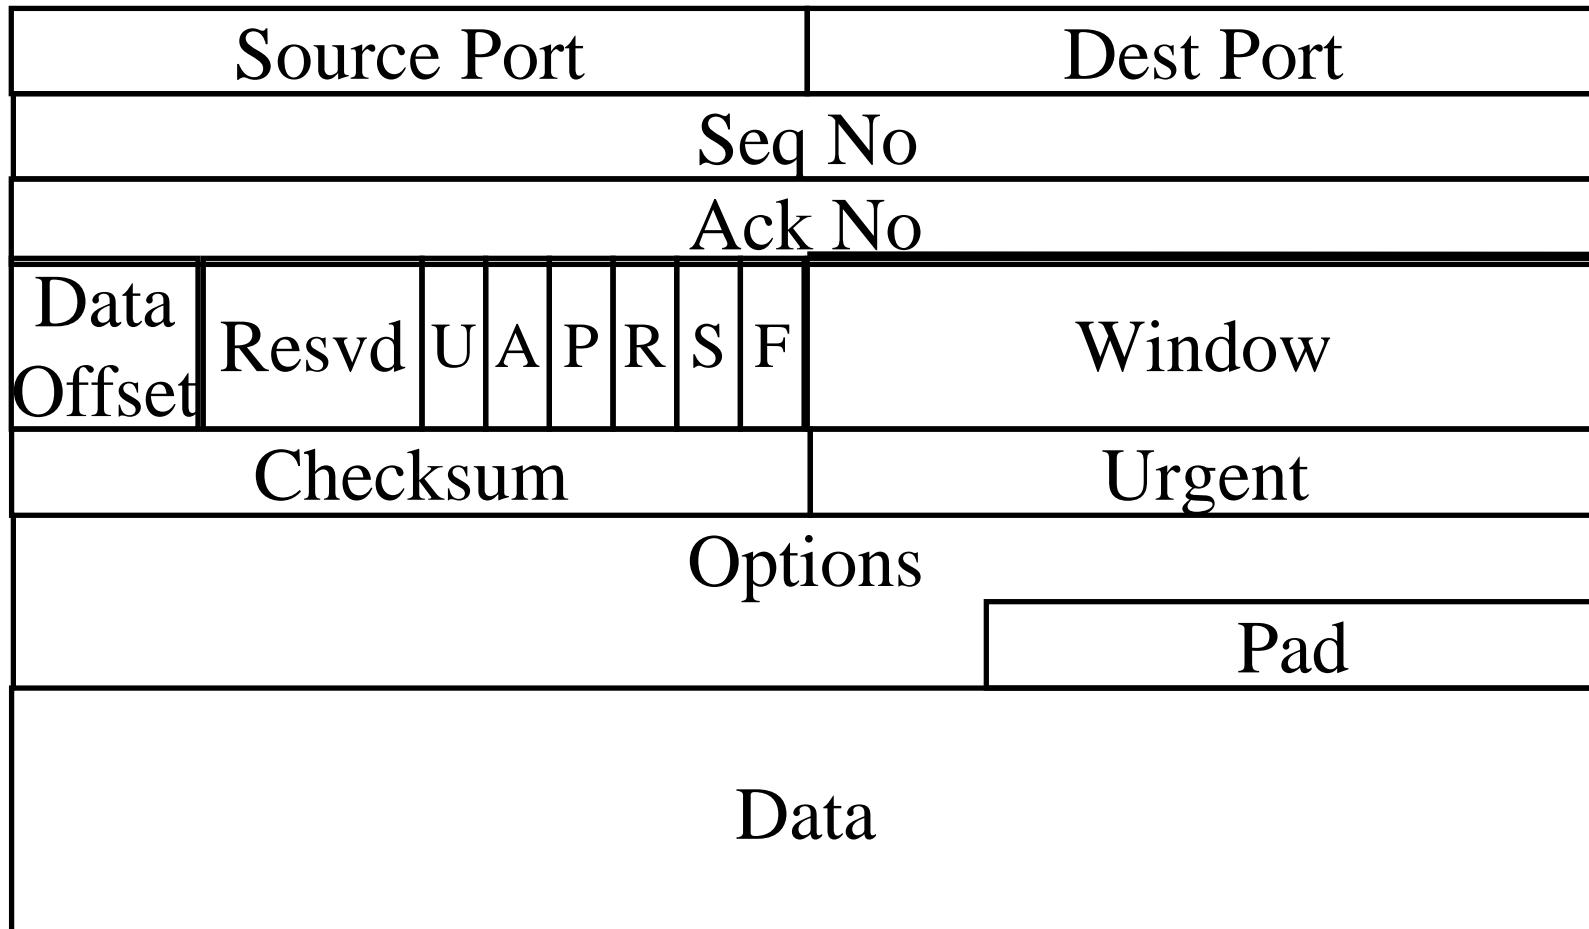 Source Port Dest Port
Seq No
Ack No
Data
Offset
Resvd U A P R S F Window
Checksum Urgent
Options
Pad
Data